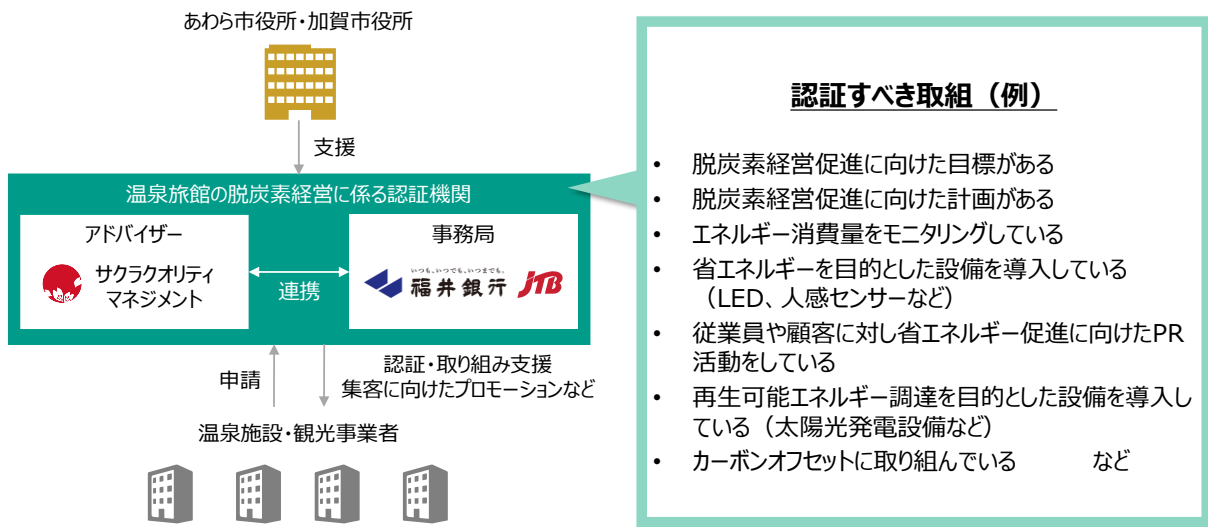 あわら市役所・加賀市役所
支援
温泉旅館の脱炭素経営に係る認証機関
アドバイザー
サクラクオリティ
マネジメント
連携
事務局
いつも、いつでも、いつまでも。
福井銀行
JTB
申請
認証・取り組み支援
集客に向けたプロモーションなど
温泉施設・観光事業者
認証すべき取組（例）
• 脱炭素経営促進に向けた目標がある
• 脱炭素経営促進に向けた計画がある
• エネルギー消費量をモニタリングしている
• 省エネルギーを目的とした設備を導入している
（LED、人感センサーなど）
• 従業員や顧客に対し省エネルギー促進に向けたPR
活動をしている
• 再生可能エネルギー調達を目的とした設備を導入し
ている（太陽光発電設備など）
• カーボンオフセットに取り組んでいる　　　など